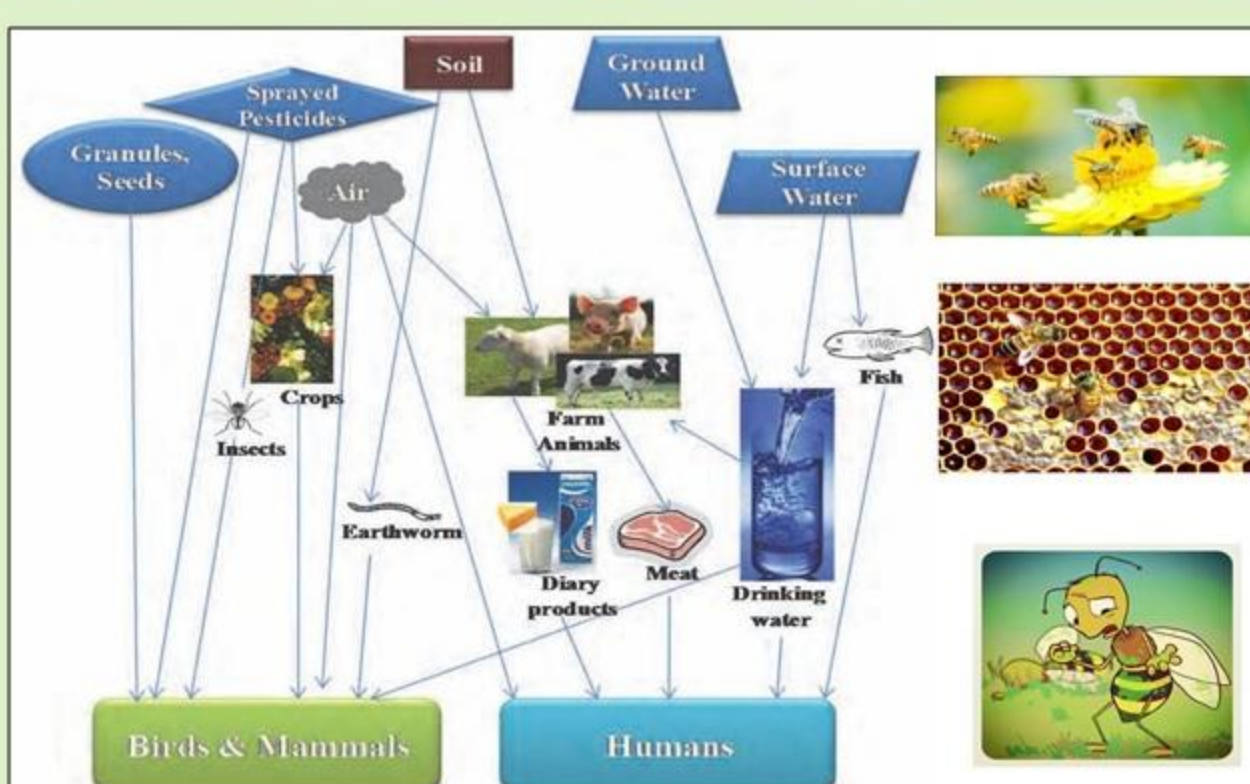 Soil
Ground
Water
Sprayed
Pesticides
Granules,
Seeds
Air
Surface
Water
Crops
Insects
Farm
Animals
Fish
Earthworm
Diary
products
Meat
Drinking
water
Birds & Mammals
Humans